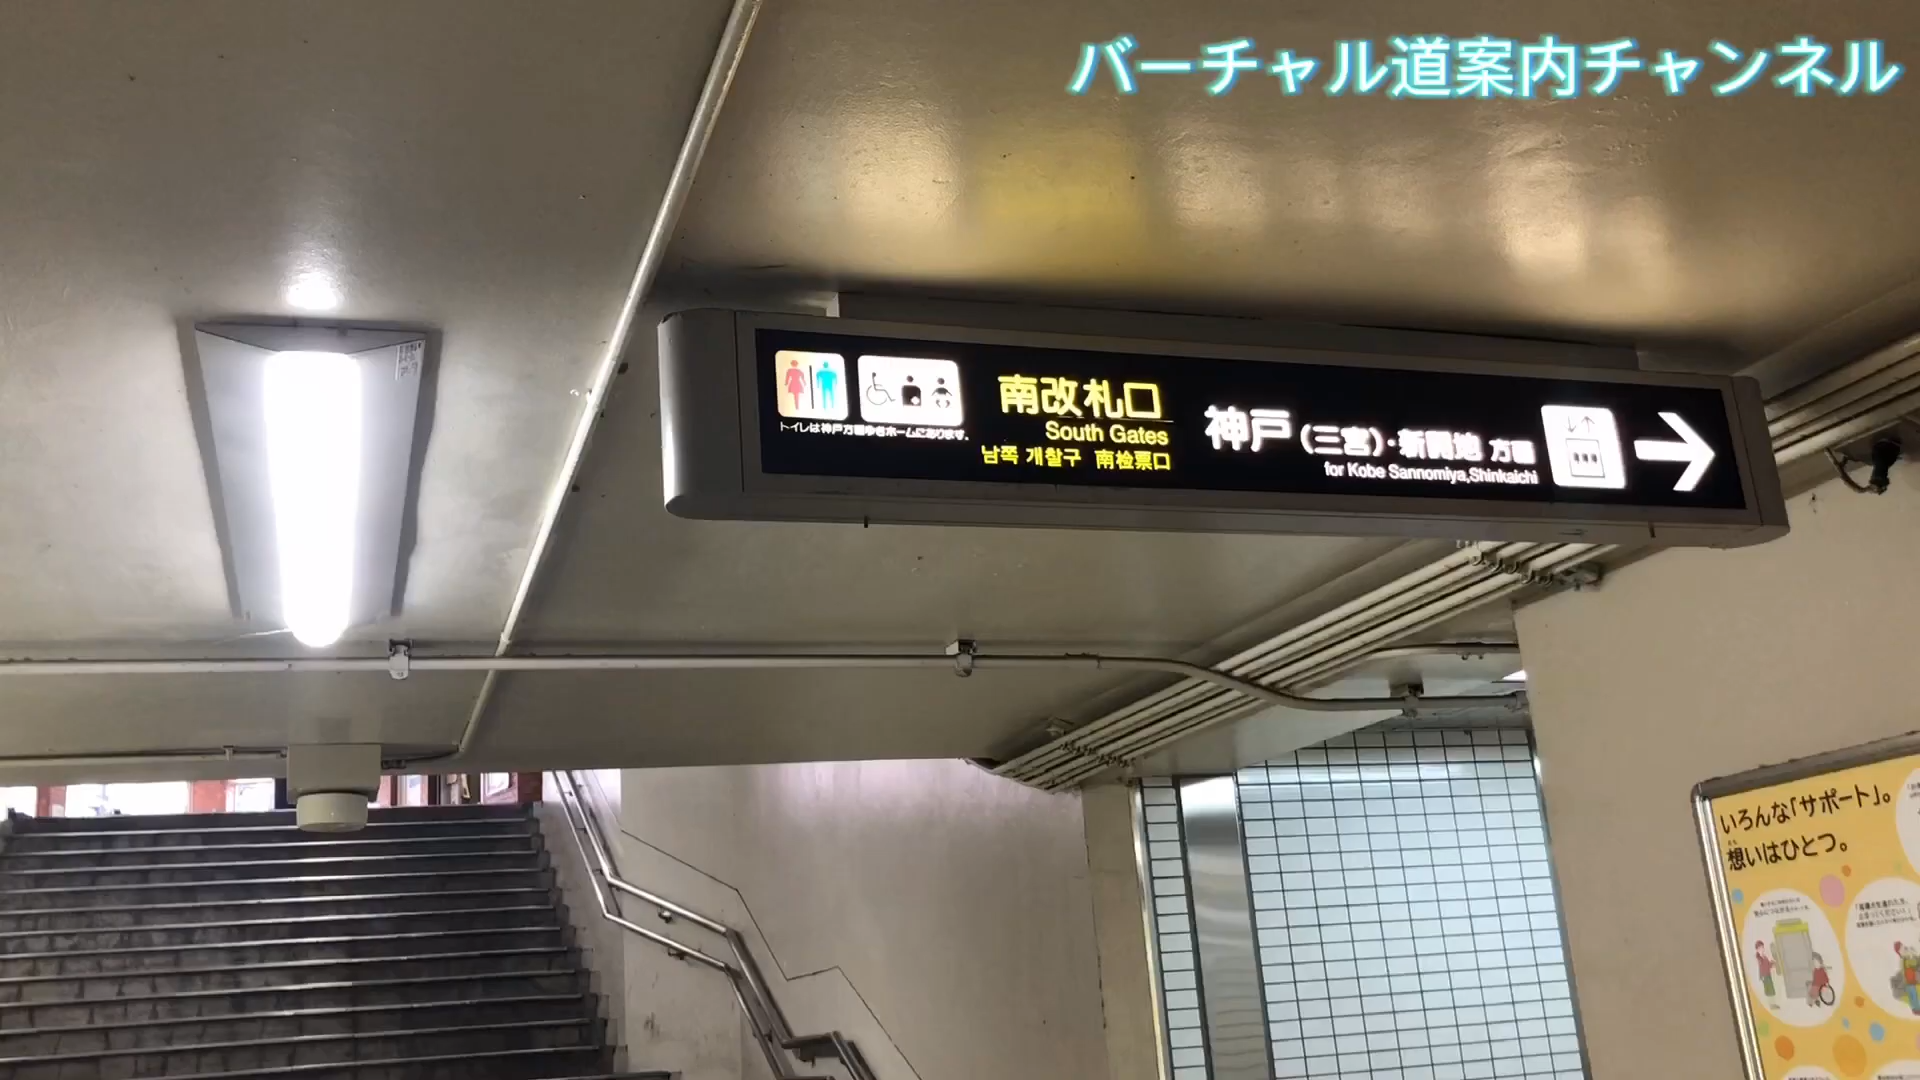 バーチャル道案内チャンネル
南改札口
South Gates
남쪽 개찰구 南检票口
トイレは神戸方面ゆきホームにあります。
神戸(三宮)・新開地 方面
for Kobe Sannomiya,Shinkaichi
いろんな「サポート」。
想いはひとつ。